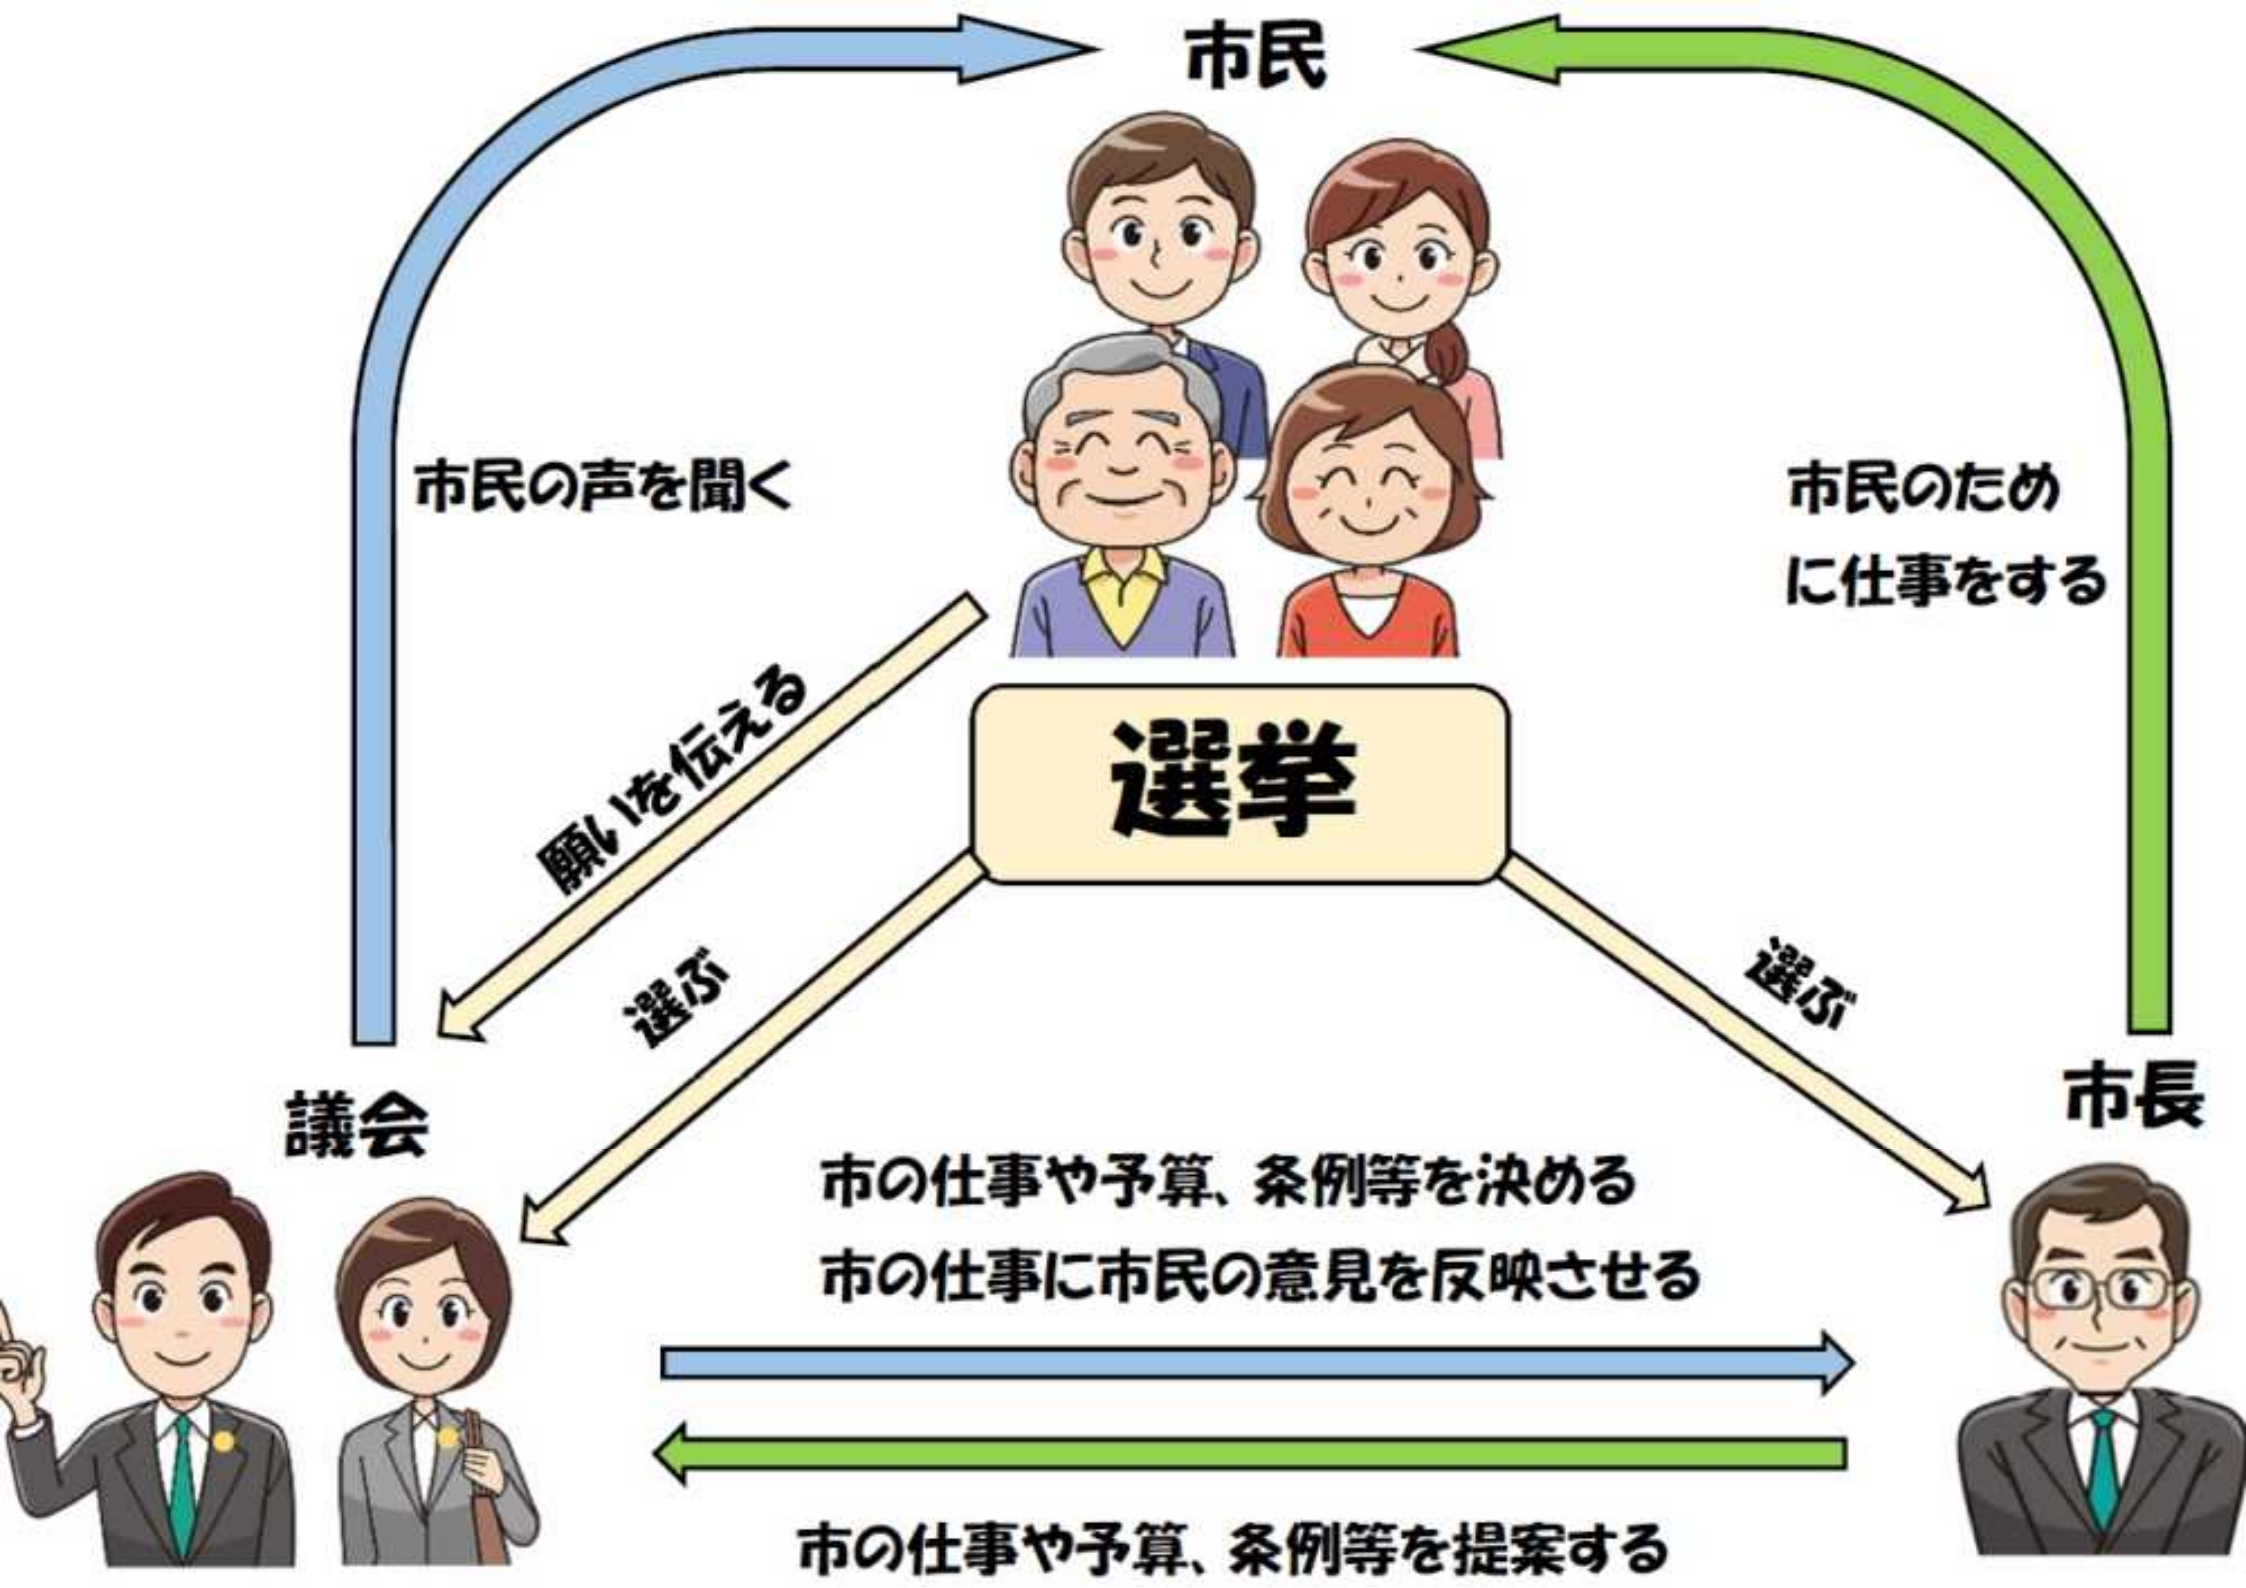 市民
市民の声を聞く
市民のため
に仕事をする
願いを伝える
選挙
選ぶ
選ぶ
議会
市長
市の仕事や予算、条例等を決める
市の仕事に市民の意見を反映させる
市の仕事や予算、条例等を提案する